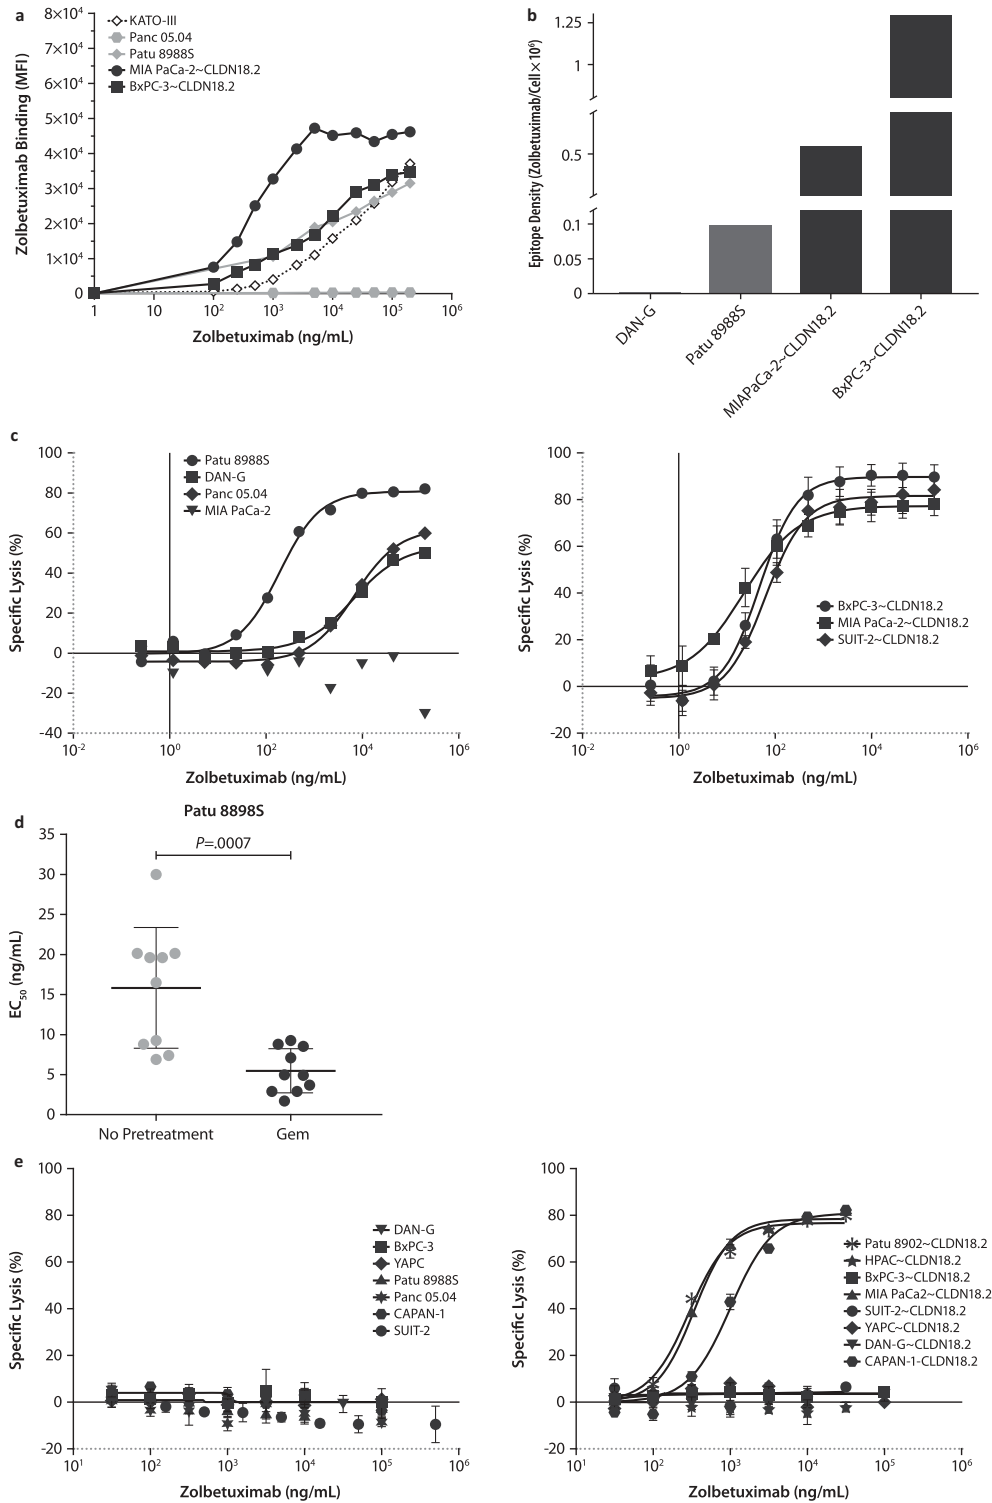 a
8×10⁴
7×10⁴
6×10⁴
5×10⁴
4×10⁴
3×10⁴
2×10⁴
1×10⁴
0
Zolbetuximab Binding (MFI)
KATO-III
Panc 05.04
Patu 8988S
MIA PaCa-2~CLDN18.2
BxPC-3~CLDN18.2
1 10 10² 10³ 10⁴ 10⁵ 10⁶
Zolbetuximab (ng/mL)
b
1.25
1
0.5
0.1
0.05
0
Epitope Density (Zolbetuximab/Cell×10⁶)
DAN-G
Patu 8988S
MIAPaCa-2~CLDN18.2
BxPC-3~CLDN18.2
c
100
80
60
40
20
0
-20
-40
Specific Lysis (%)
Patu 8988S
DAN-G
Panc 05.04
MIA PaCa-2
10⁻² 10⁰ 10² 10⁴ 10⁶
Zolbetuximab (ng/mL)
100
80
60
40
20
0
-20
Specific Lysis (%)
BxPC-3~CLDN18.2
MIA PaCa-2~CLDN18.2
SUIT-2~CLDN18.2
10⁻² 10⁰ 10² 10⁴ 10⁶
Zolbetuximab (ng/mL)
d
Patu 8898S
P=.0007
35
30
25
20
15
10
5
0
EC₅₀ (ng/mL)
No Pretreatment Gem
e
100
80
60
40
20
0
-20
Specific Lysis (%)
DAN-G
BxPC-3
YAPC
Patu 8988S
Panc 05.04
CAPAN-1
SUIT-2
10¹ 10² 10³ 10⁴ 10⁵ 10⁶
Zolbetuximab (ng/mL)
100
80
60
40
20
0
-20
Specific Lysis (%)
Patu 8902~CLDN18.2
HPAC~CLDN18.2
BxPC-3~CLDN18.2
MIA PaCa2~CLDN18.2
SUIT-2~CLDN18.2
YAPC~CLDN18.2
DAN-G~CLDN18.2
CAPAN-1-CLDN18.2
10¹ 10² 10³ 10⁴ 10⁵ 10⁶
Zolbetuximab (ng/mL)